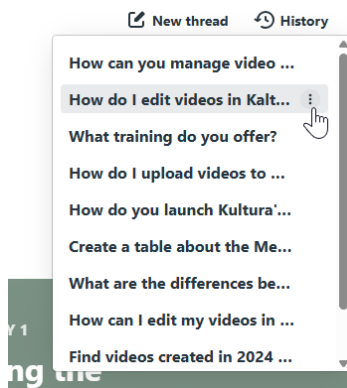 New thread
History
How can you manage video ...
How do I edit videos in Kalt...
What training do you offer?
How do I upload videos to ...
How do you launch Kultura'...
Create a table about the Me...
What are the differences be...
How can I edit my videos in ...
Find videos created in 2024 ...
Y 1
ng the